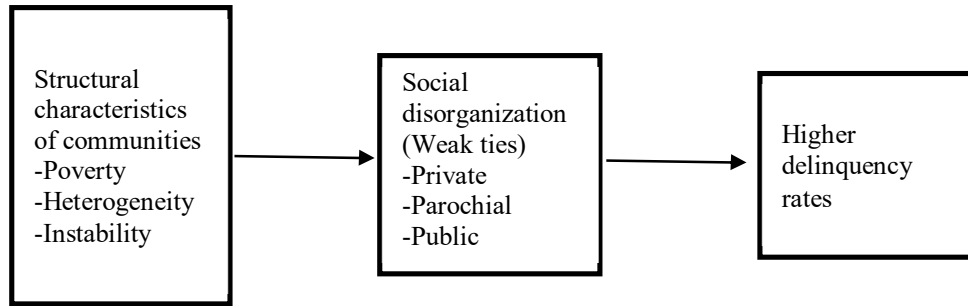 Structural
characteristics
of communities
-Poverty
-Heterogeneity
-Instability
Social
disorganization
(Weak ties)
-Private
-Parochial
-Public
Higher
delinquency
rates